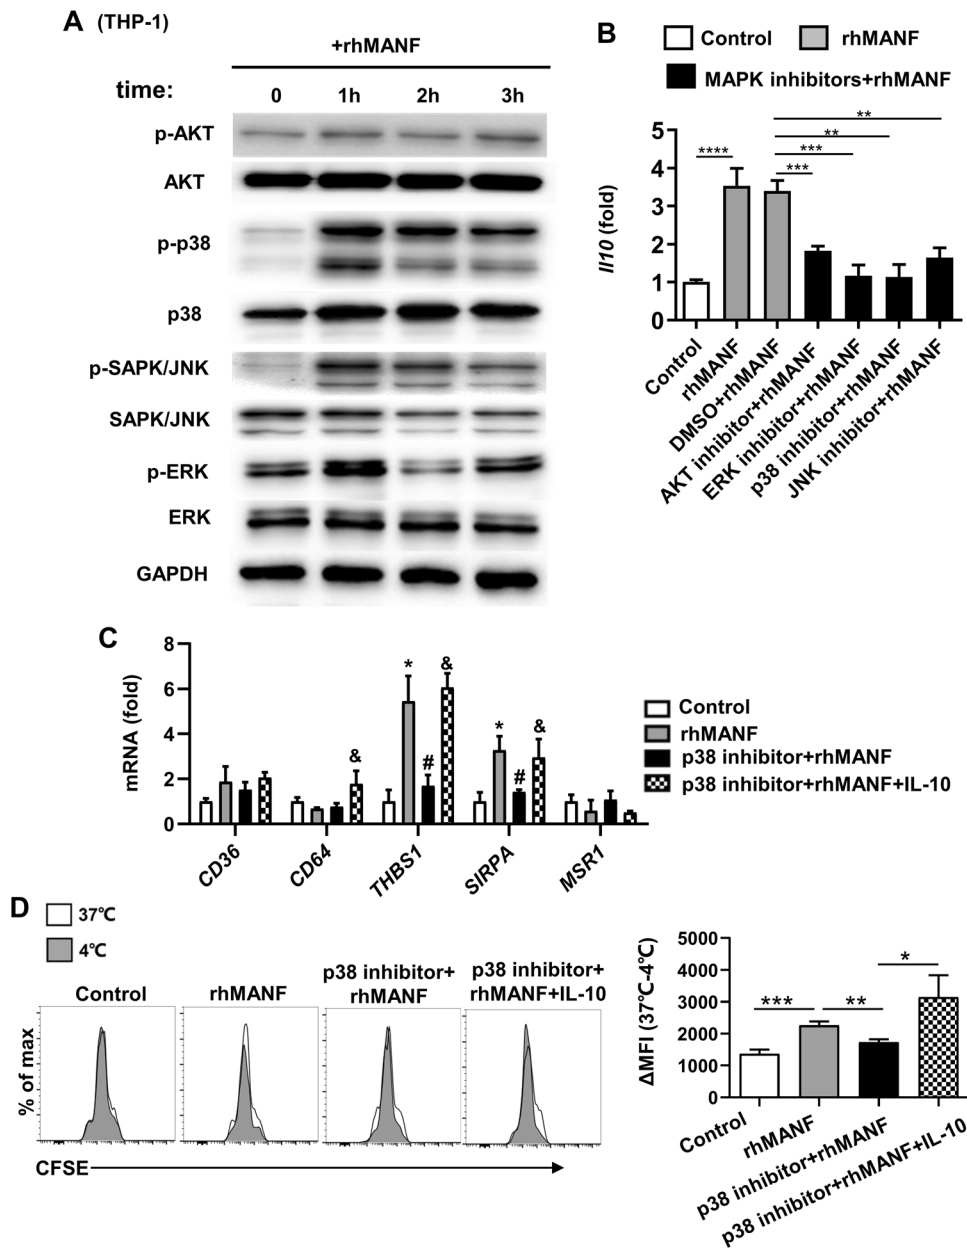 A (THP-1)
+rhMANF
time: 0 1h 2h 3h
p-AKT
AKT
p-p38
p38
p-SAPK/JNK
SAPK/JNK
p-ERK
ERK
GAPDH
B
Control rhMANF
MAPK inhibitors+rhMANF
Il10 (fold)
5
4
3
2
1
0
****
***
***
**
**
Control
rhMANF
DMSO+rhMANF
AKT inhibitor+rhMANF
ERK inhibitor+rhMANF
p38 inhibitor+rhMANF
JNK inhibitor+rhMANF
C
mRNA (fold)
8
6
4
2
0
&
* # &
* # &
CD36 CD64 THBS1 SIRPA MSR1
Control
rhMANF
p38 inhibitor+rhMANF
p38 inhibitor+rhMANF+IL-10
D
37℃
4℃
Control
rhMANF
p38 inhibitor+
rhMANF
p38 inhibitor+
rhMANF+IL-10
% of max
CFSE
ΔMFI (37℃-4℃)
5000
4000
3000
2000
1000
0
*** ** *
Control
rhMANF
p38 inhibitor+rhMANF
p38 inhibitor+rhMANF+IL-10